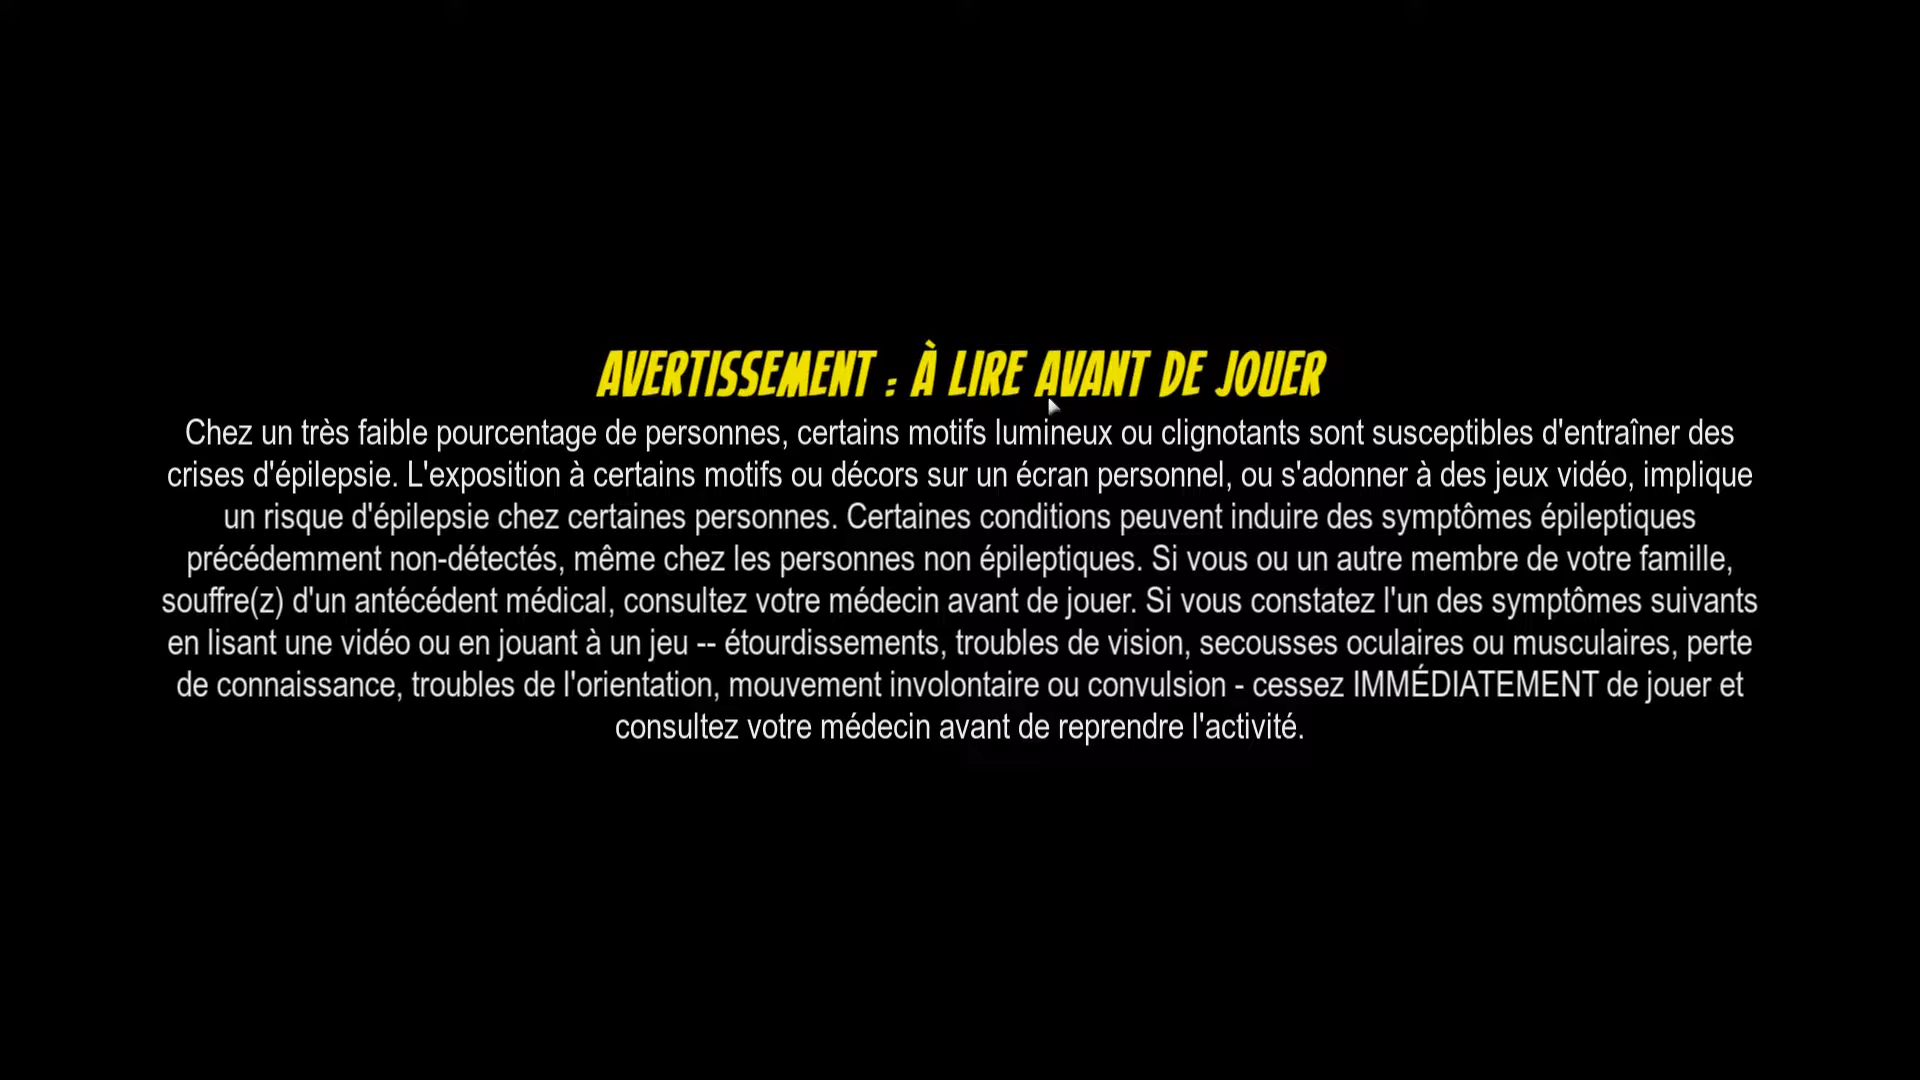 AVERTISSEMENT : À LIRE AVANT DE JOUER
Chez un très faible pourcentage de personnes, certains motifs lumineux ou clignotants sont susceptibles d'entraîner des
crises d'épilepsie. L'exposition à certains motifs ou décors sur un écran personnel, ou s'adonner à des jeux vidéo, implique
un risque d'épilepsie chez certaines personnes. Certaines conditions peuvent induire des symptômes épileptiques
précédemment non-détectés, même chez les personnes non épileptiques. Si vous ou un autre membre de votre famille,
souffre(z) d'un antécédent médical, consultez votre médecin avant de jouer. Si vous constatez l'un des symptômes suivants
en lisant une vidéo ou en jouant à un jeu -- étourdissements, troubles de vision, secousses oculaires ou musculaires, perte
de connaissance, troubles de l'orientation, mouvement involontaire ou convulsion - cessez IMMÉDIATEMENT de jouer et
consultez votre médecin avant de reprendre l'activité.